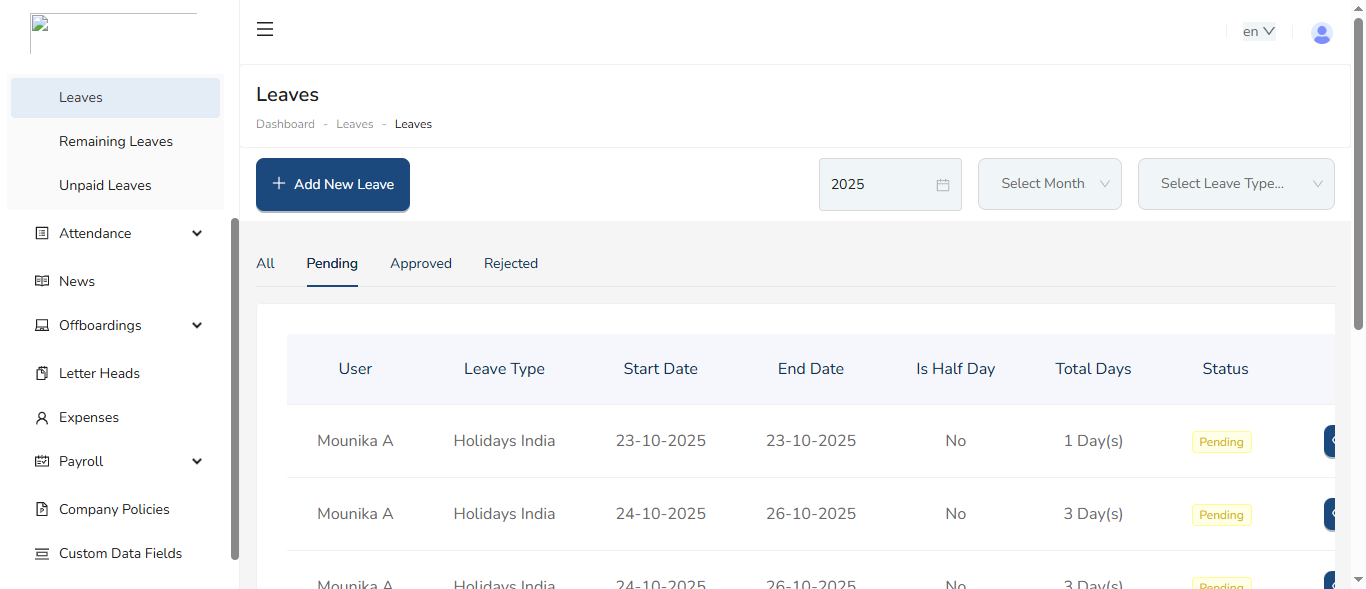 en
Leaves
Remaining Leaves
Unpaid Leaves
Attendance
News
Offboardings
Letter Heads
Expenses
Payroll
Company Policies
Custom Data Fields
Leaves
Dashboard - Leaves - Leaves
+ Add New Leave
2025
Select Month
Select Leave Type...
All Pending Approved Rejected
User Leave Type Start Date End Date Is Half Day Total Days Status
Mounika A Holidays India 23-10-2025 23-10-2025 No 1 Day(s) Pending
Mounika A Holidays India 24-10-2025 26-10-2025 No 3 Day(s) Pending
Mounika A Holidays India 24-10-2025 26-10-2025 No 3 Day(s) Pending